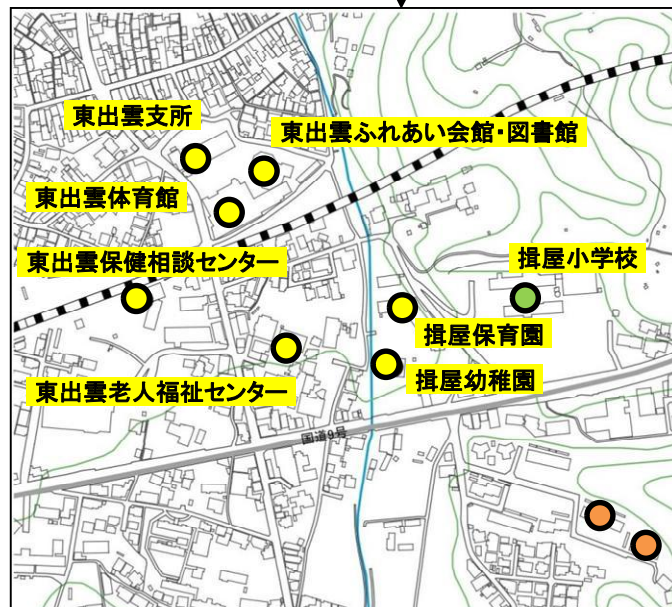 東出雲支所
東出雲ふれあい会館・図書館
東出雲体育館
東出雲保健相談センター
揖屋小学校
揖屋保育園
揖屋幼稚園
東出雲老人福祉センター
国道9号